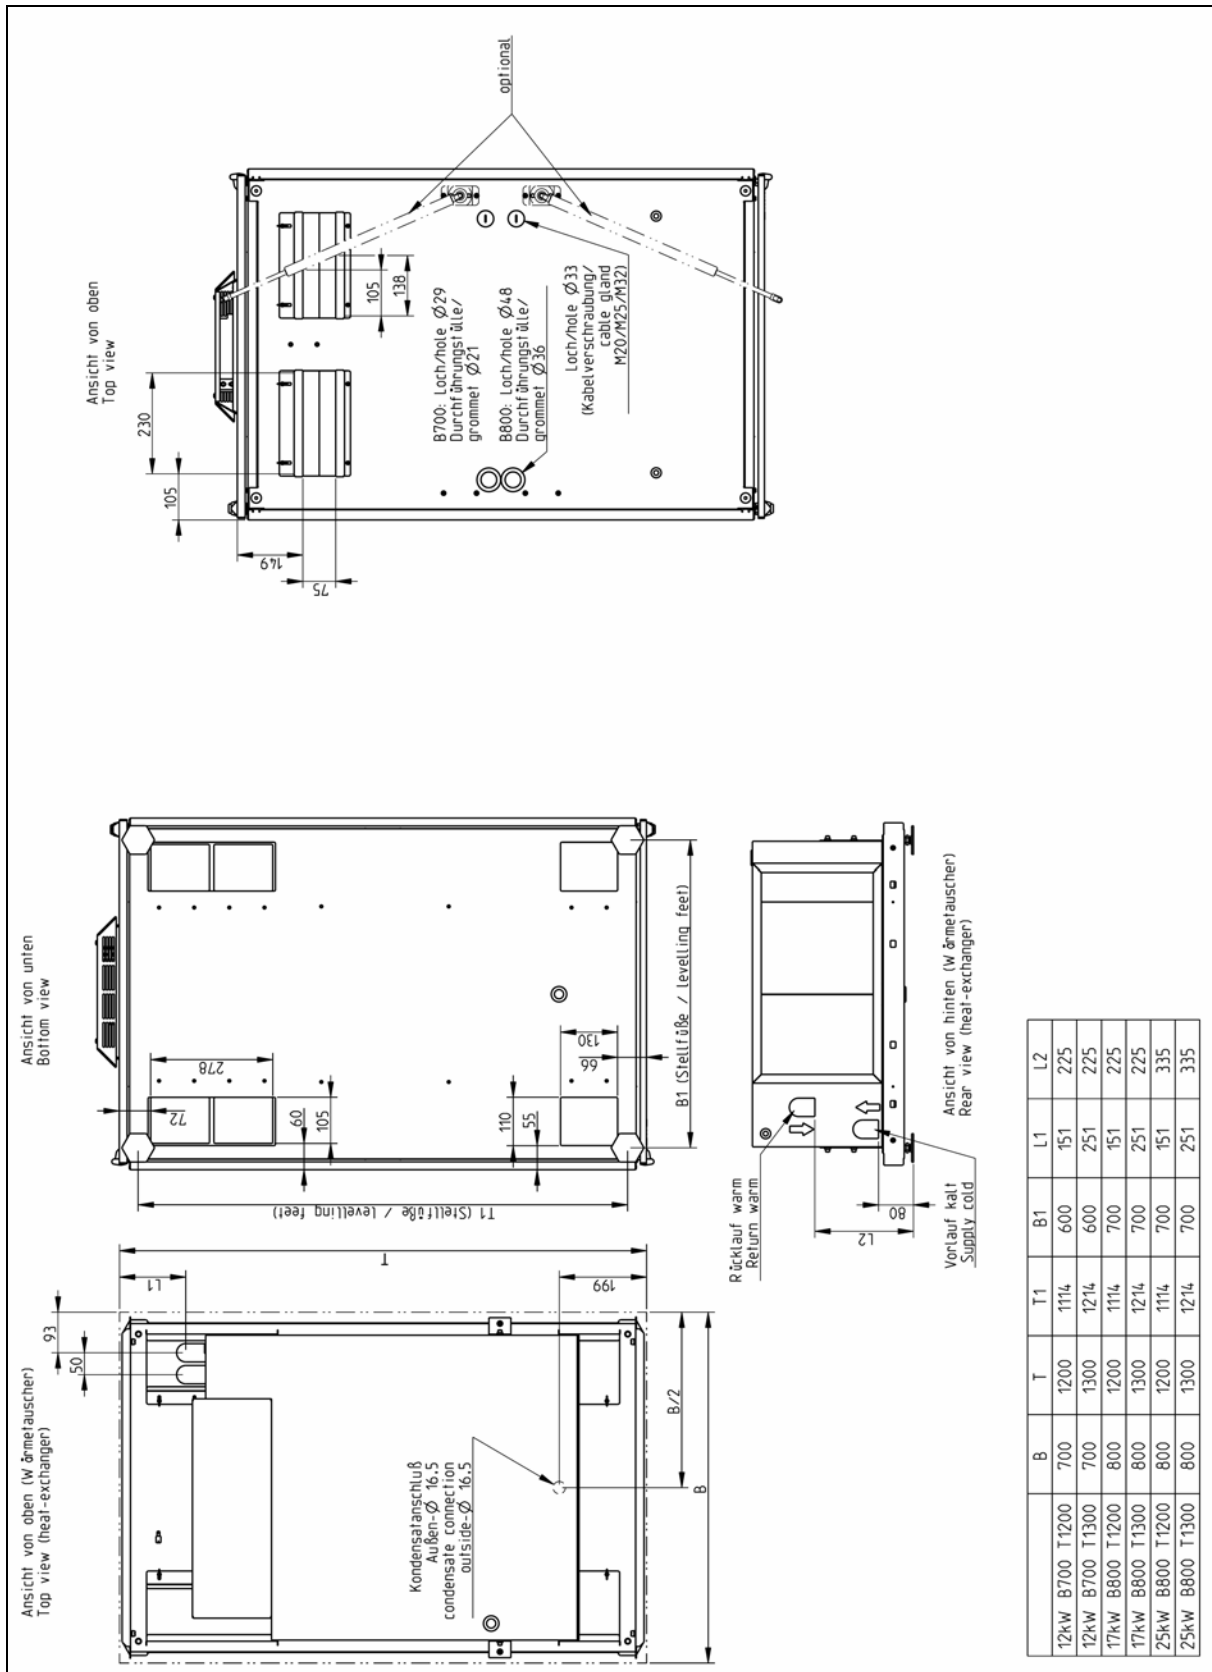 Ansicht von oben (Wärmetauscher)
Top view (heat-exchanger)
93
50
L1
T
199
B/2
B
Kondensatanschluß
Außen-Ø 16.5
condensate connection
outside-Ø 16.5
Ansicht von unten
Bottom view
72
278
60
105
110
55
130
66
B1 (Stellfüße / levelling feet)
T1 (Stellfüße / levelling feet)
Rücklauf warm
Return warm
L2
80
Vorlauf kalt
Supply cold
Ansicht von hinten (Wärmetauscher)
Rear view (heat-exchanger)
Ansicht von oben
Top view
105
230
149
75
105
138
optional
B700: Loch/hole Ø29
Durchführungstülle/
grommet Ø21
B800: Loch/hole Ø48
Durchführungstülle/
grommet Ø36
Loch/hole Ø33
(Kabelverschraubung/
cable gland
M20/M25/M32)
B T T1 B1 L1 L2
12kW B700 T1200 700 1200 1114 600 151 225
12kW B700 T1300 700 1300 1214 600 251 225
17kW B800 T1200 800 1200 1114 700 151 225
17kW B800 T1300 800 1300 1214 700 251 225
25kW B800 T1200 800 1200 1114 700 151 335
25kW B800 T1300 800 1300 1214 700 251 335